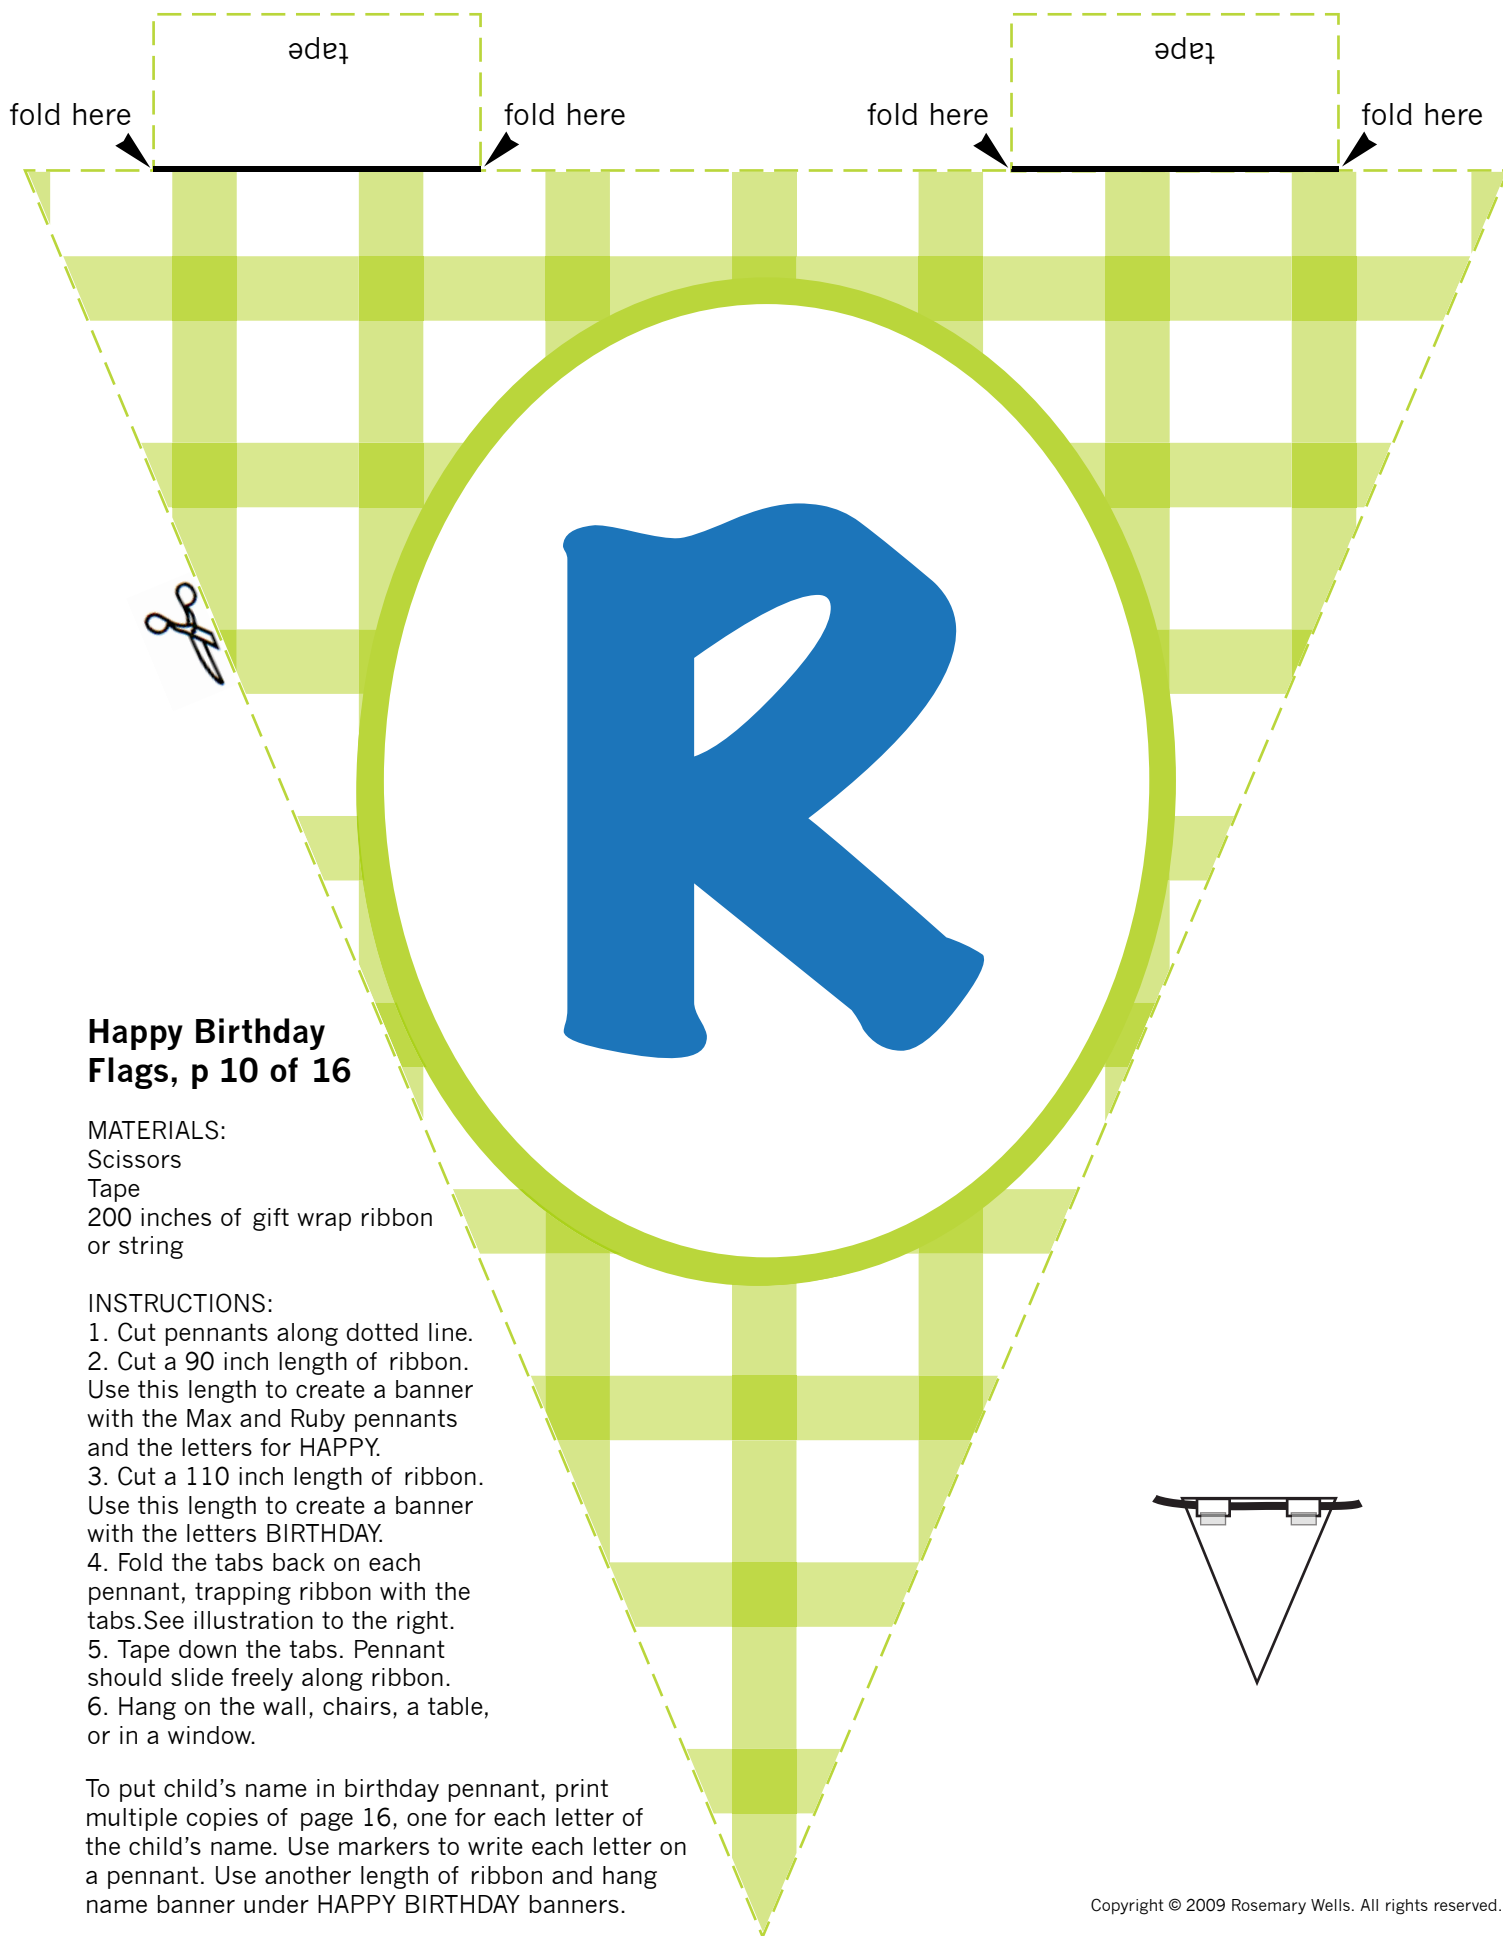 tape
tape
fold here
fold here
fold here
fold here
R
Happy Birthday
Flags, p 10 of 16
MATERIALS:
Scissors
Tape
200 inches of gift wrap ribbon
or string
INSTRUCTIONS:
1. Cut pennants along dotted line.
2. Cut a 90 inch length of ribbon.
Use this length to create a banner
with the Max and Ruby pennants
and the letters for HAPPY.
3. Cut a 110 inch length of ribbon.
Use this length to create a banner
with the letters BIRTHDAY.
4. Fold the tabs back on each
pennant, trapping ribbon with the
tabs.See illustration to the right.
5. Tape down the tabs. Pennant
should slide freely along ribbon.
6. Hang on the wall, chairs, a table,
or in a window.
To put child’s name in birthday pennant, print
multiple copies of page 16, one for each letter of
the child’s name. Use markers to write each letter on
a pennant. Use another length of ribbon and hang
name banner under HAPPY BIRTHDAY banners.
Copyright © 2009 Rosemary Wells. All rights reserved.